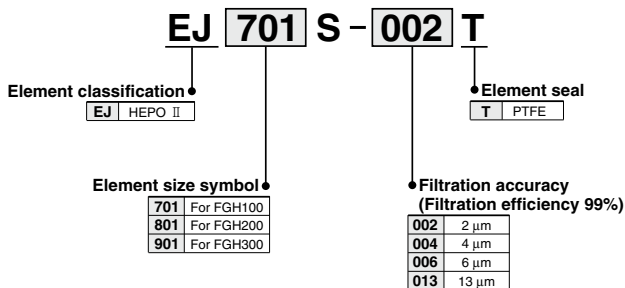 EJ 701 S - 002 T
Element classification
EJ HEPO Ⅱ
Element seal
T PTFE
Element size symbol
701 For FGH100
801 For FGH200
901 For FGH300
Filtration accuracy
(Filtration efficiency 99%)
002 2 µm
004 4 µm
006 6 µm
013 13 µm